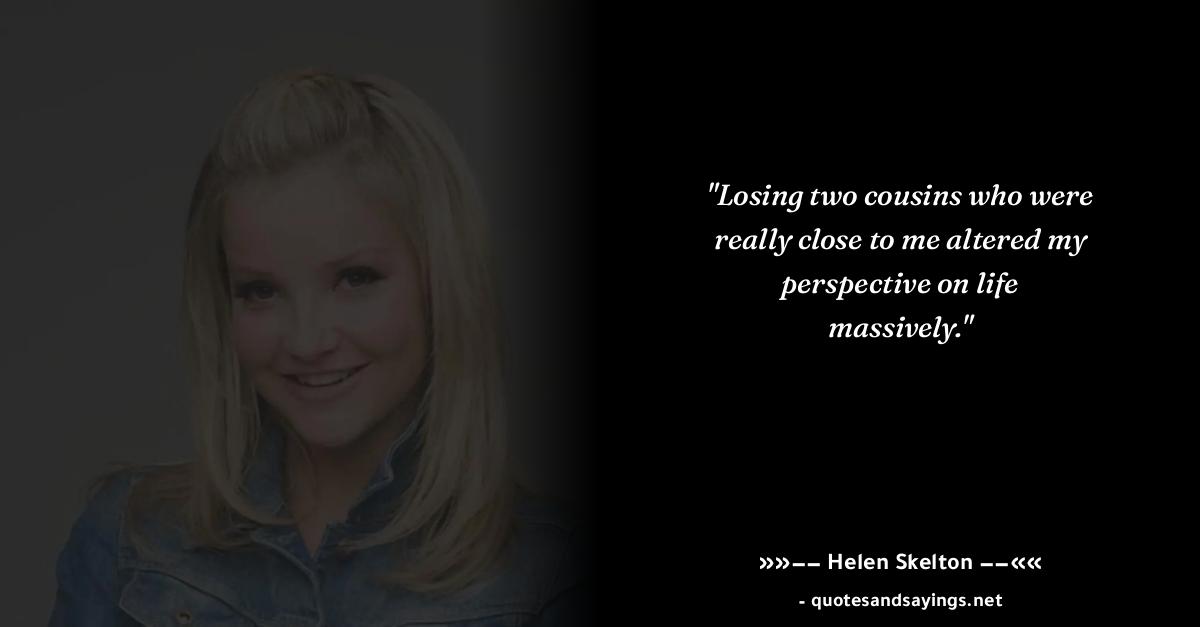 "Losing two cousins who were
really close to me altered my
perspective on life
massively."
»»–– Helen Skelton ––««
- quotesandsayings.net